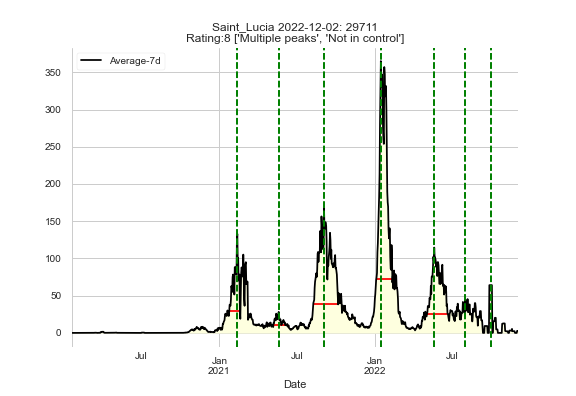 Saint_Lucia 2022-12-02: 29711
Rating:8 ['Multiple peaks', 'Not in control']
Average-7d
350
300
250
200
150
100
50
0
Jul
Jan
2021
Jul
Jan
2022
Jul
Date